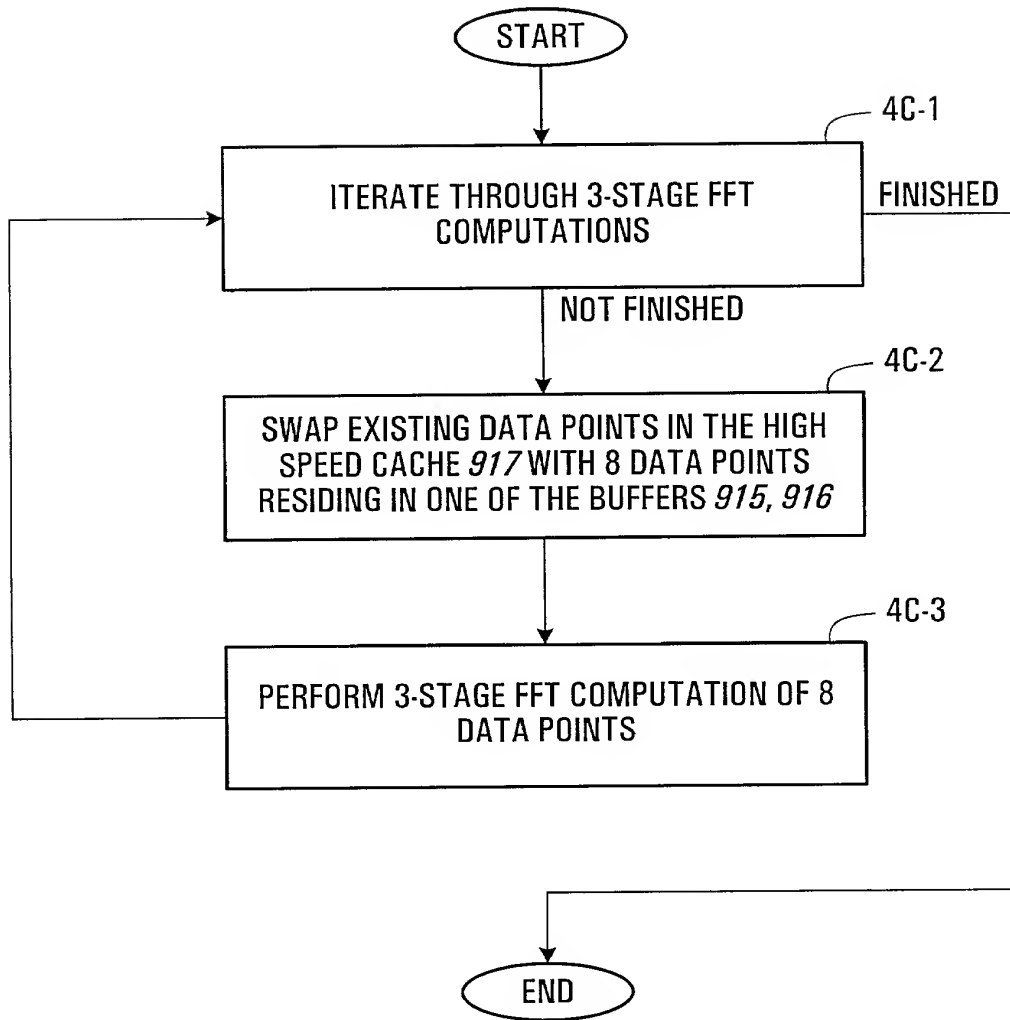 START
4C-1
ITERATE THROUGH 3-STAGE FFT
COMPUTATIONS
FINISHED
NOT FINISHED
4C-2
SWAP EXISTING DATA POINTS IN THE HIGH
SPEED CACHE 917 WITH 8 DATA POINTS
RESIDING IN ONE OF THE BUFFERS 915, 916
4C-3
PERFORM 3-STAGE FFT COMPUTATION OF 8
DATA POINTS
END